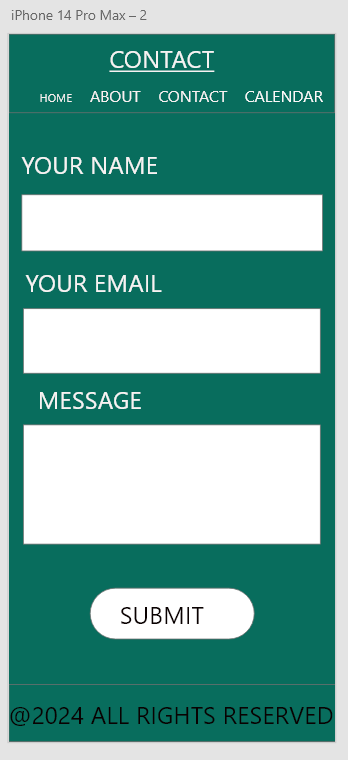 iPhone 14 Pro Max – 2
CONTACT
HOME ABOUT CONTACT CALENDAR
YOUR NAME
YOUR EMAIL
MESSAGE
SUBMIT
@2024 ALL RIGHTS RESERVED